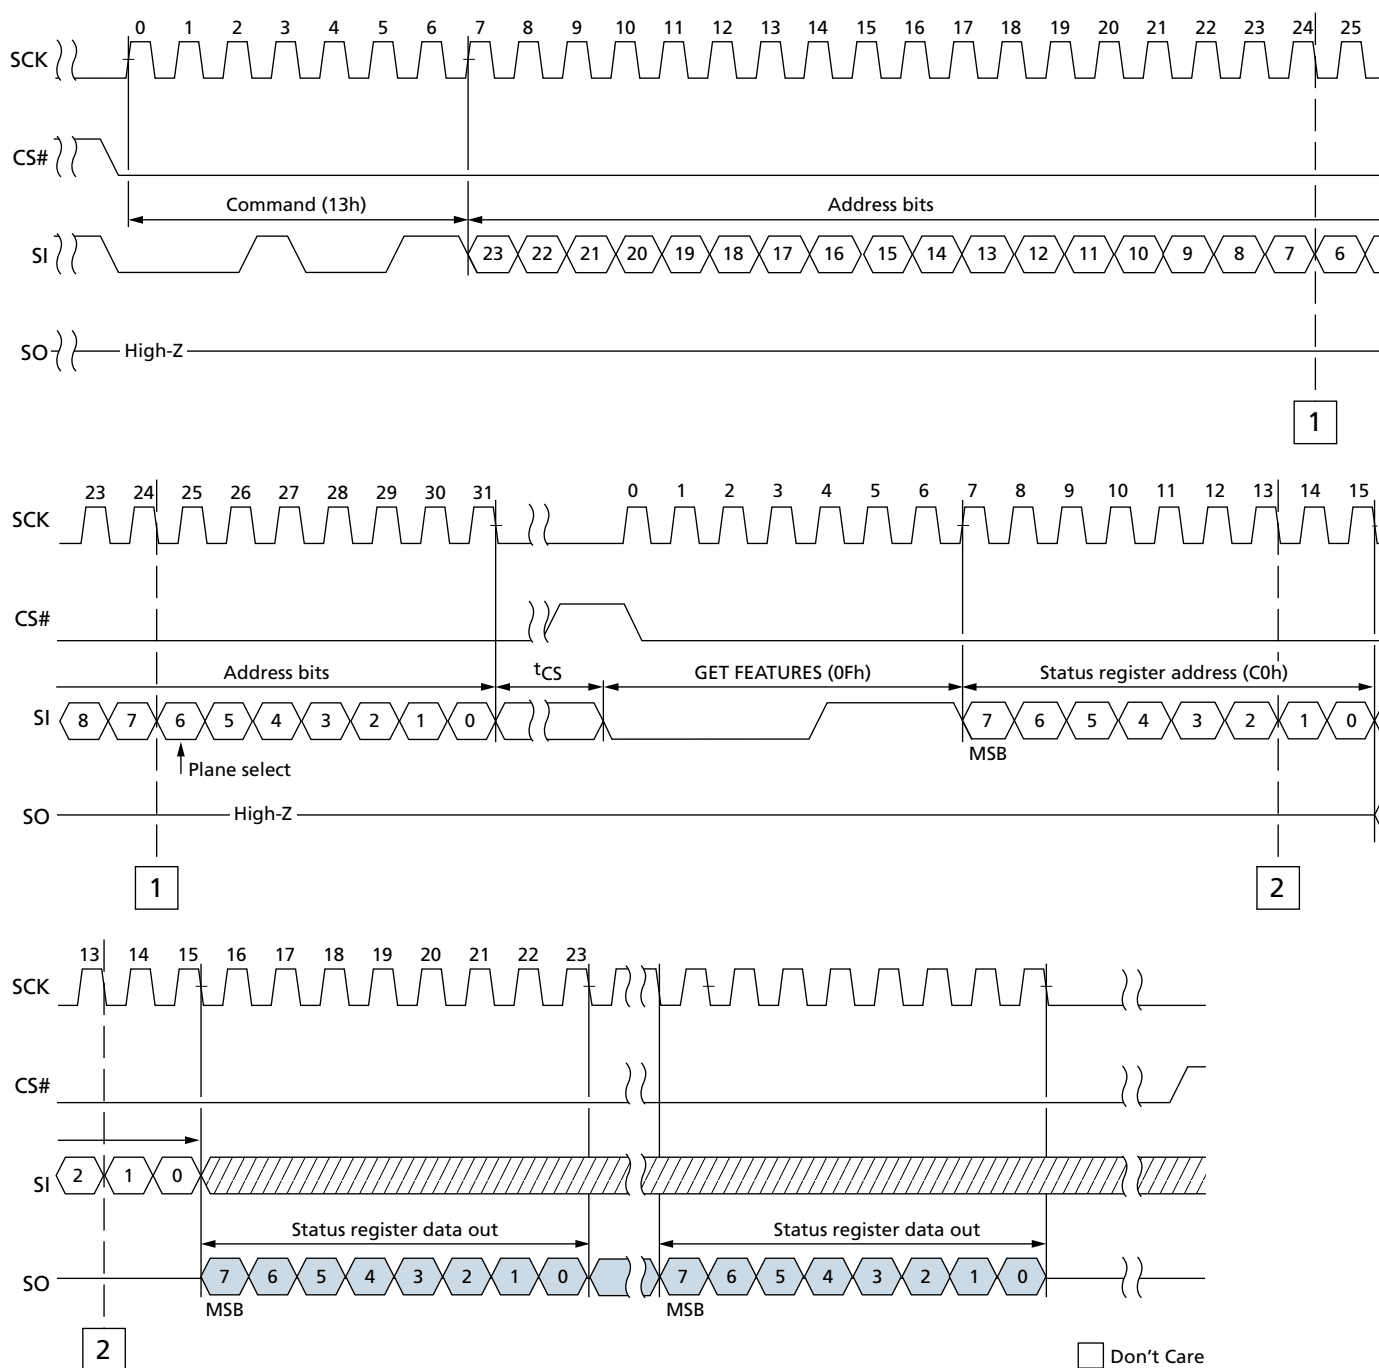 0 1 2 3 4 5 6 7 8 9 10 11 12 13 14 15 16 17 18 19 20 21 22 23 24 25
SCK
CS#
Command (13h) Address bits
SI 23 22 21 20 19 18 17 16 15 14 13 12 11 10 9 8 7 6
SO High-Z
1
23 24 25 26 27 28 29 30 31 0 1 2 3 4 5 6 7 8 9 10 11 12 13 14 15
SCK
CS#
Address bits tCS GET FEATURES (0Fh) Status register address (C0h)
SI 8 7 6 5 4 3 2 1 0 7 6 5 4 3 2 1 0
MSB
Plane select
SO High-Z
1 2
13 14 15 16 17 18 19 20 21 22 23
SCK
CS#
SI 2 1 0
Status register data out Status register data out
SO 7 6 5 4 3 2 1 0 7 6 5 4 3 2 1 0
MSB MSB
2
Don't Care